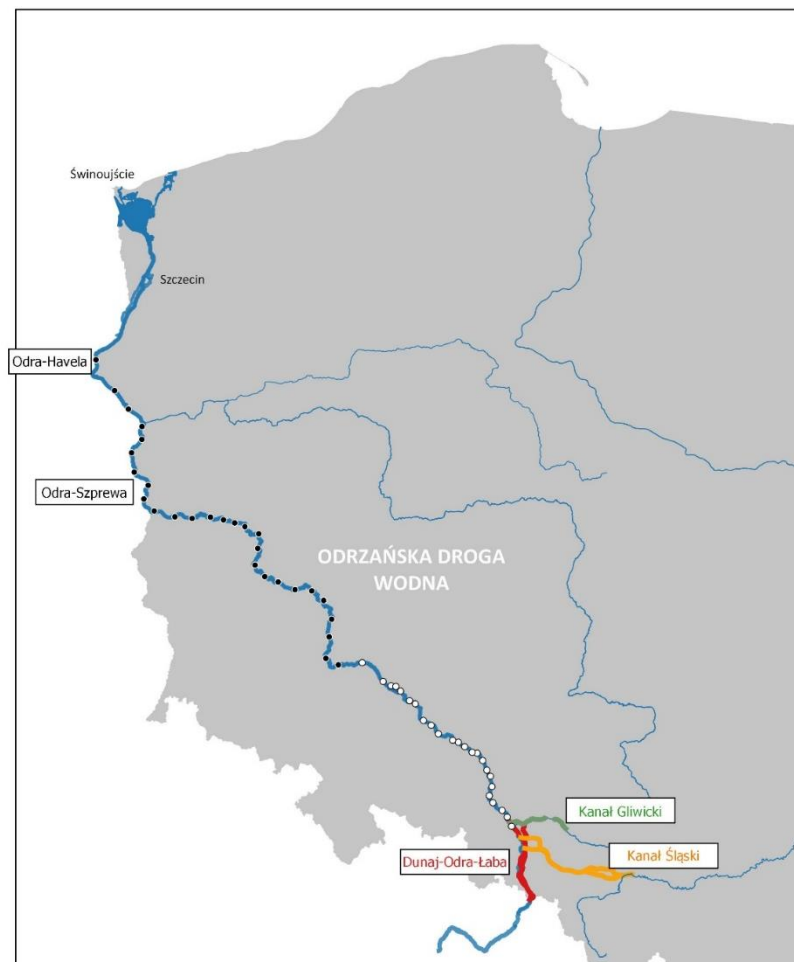 Świnoujście
Szczecin
Odra-Havela
Odra-Szprewa
ODRZAŃSKA DROGA
WODNA
Kanał Gliwicki
Dunaj-Odra-Łaba
Kanał Śląski